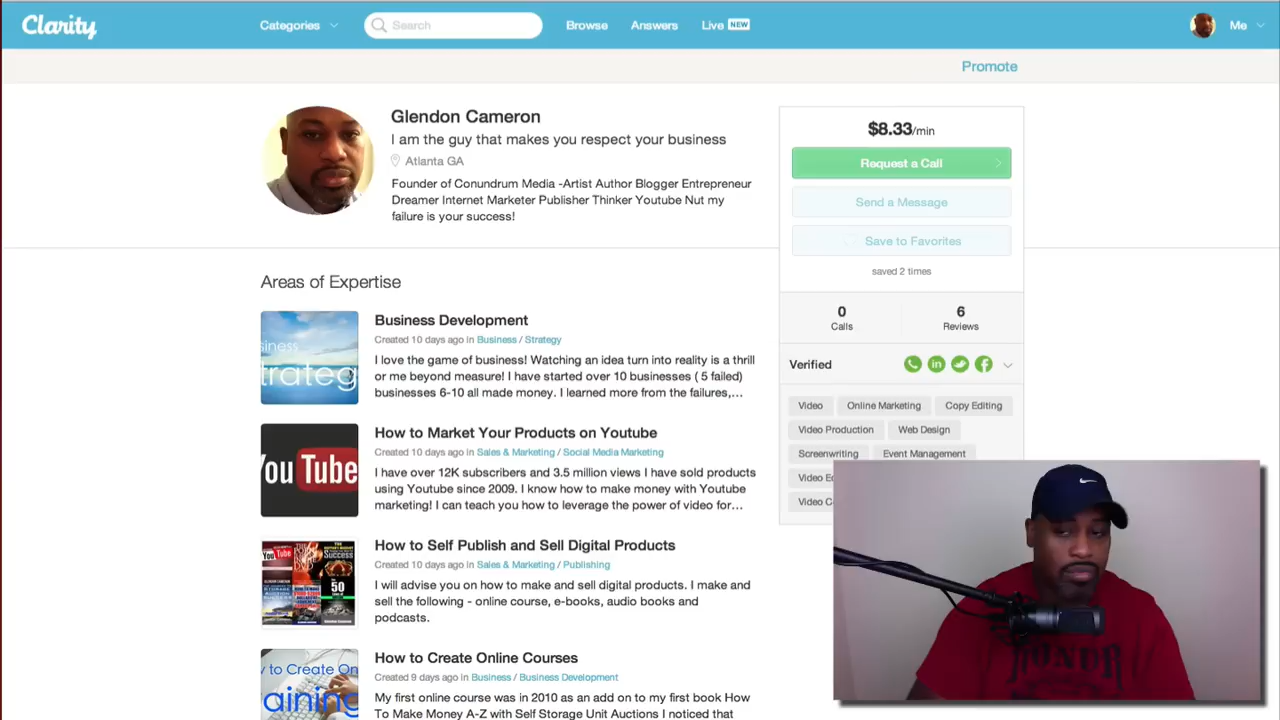 Clarity
Categories
Search
Browse
Answers
Live NEW
Me
Promote
Glendon Cameron
I am the guy that makes you respect your business
Atlanta GA
Founder of Conundrum Media -Artist Author Blogger Entrepreneur
Dreamer Internet Marketer Publisher Thinker Youtube Nut my
failure is your success!
$8.33/min
Request a Call
Send a Message
Save to Favorites
saved 2 times
0
Calls
6
Reviews
Verified
Video
Online Marketing
Copy Editing
Video Production
Web Design
Screenwriting
Event Management
Video
Video
Areas of Expertise
Business Development
Created 10 days ago in Business / Strategy
I love the game of business! Watching an idea turn into reality is a thrill
or me beyond measure! I have started over 10 businesses ( 5 failed)
businesses 6-10 all made money. I learned more from the failures,...
How to Market Your Products on Youtube
Created 10 days ago in Sales & Marketing / Social Media Marketing
I have over 12K subscribers and 3.5 million views I have sold products
using Youtube since 2009. I know how to make money with Youtube
marketing! I can teach you how to leverage the power of video for...
You Tube
How to Self Publish and Sell Digital Products
Created 10 days ago in Sales & Marketing / Publishing
I will advise you on how to make and sell digital products. I make and
sell the following - online course, e-books, audio books and
podcasts.
How to Create Online Courses
Created 9 days ago in Business / Business Development
My first online course was in 2010 as an add on to my first book How
To Make Money A-Z with Self Storage Unit Auctions I noticed that